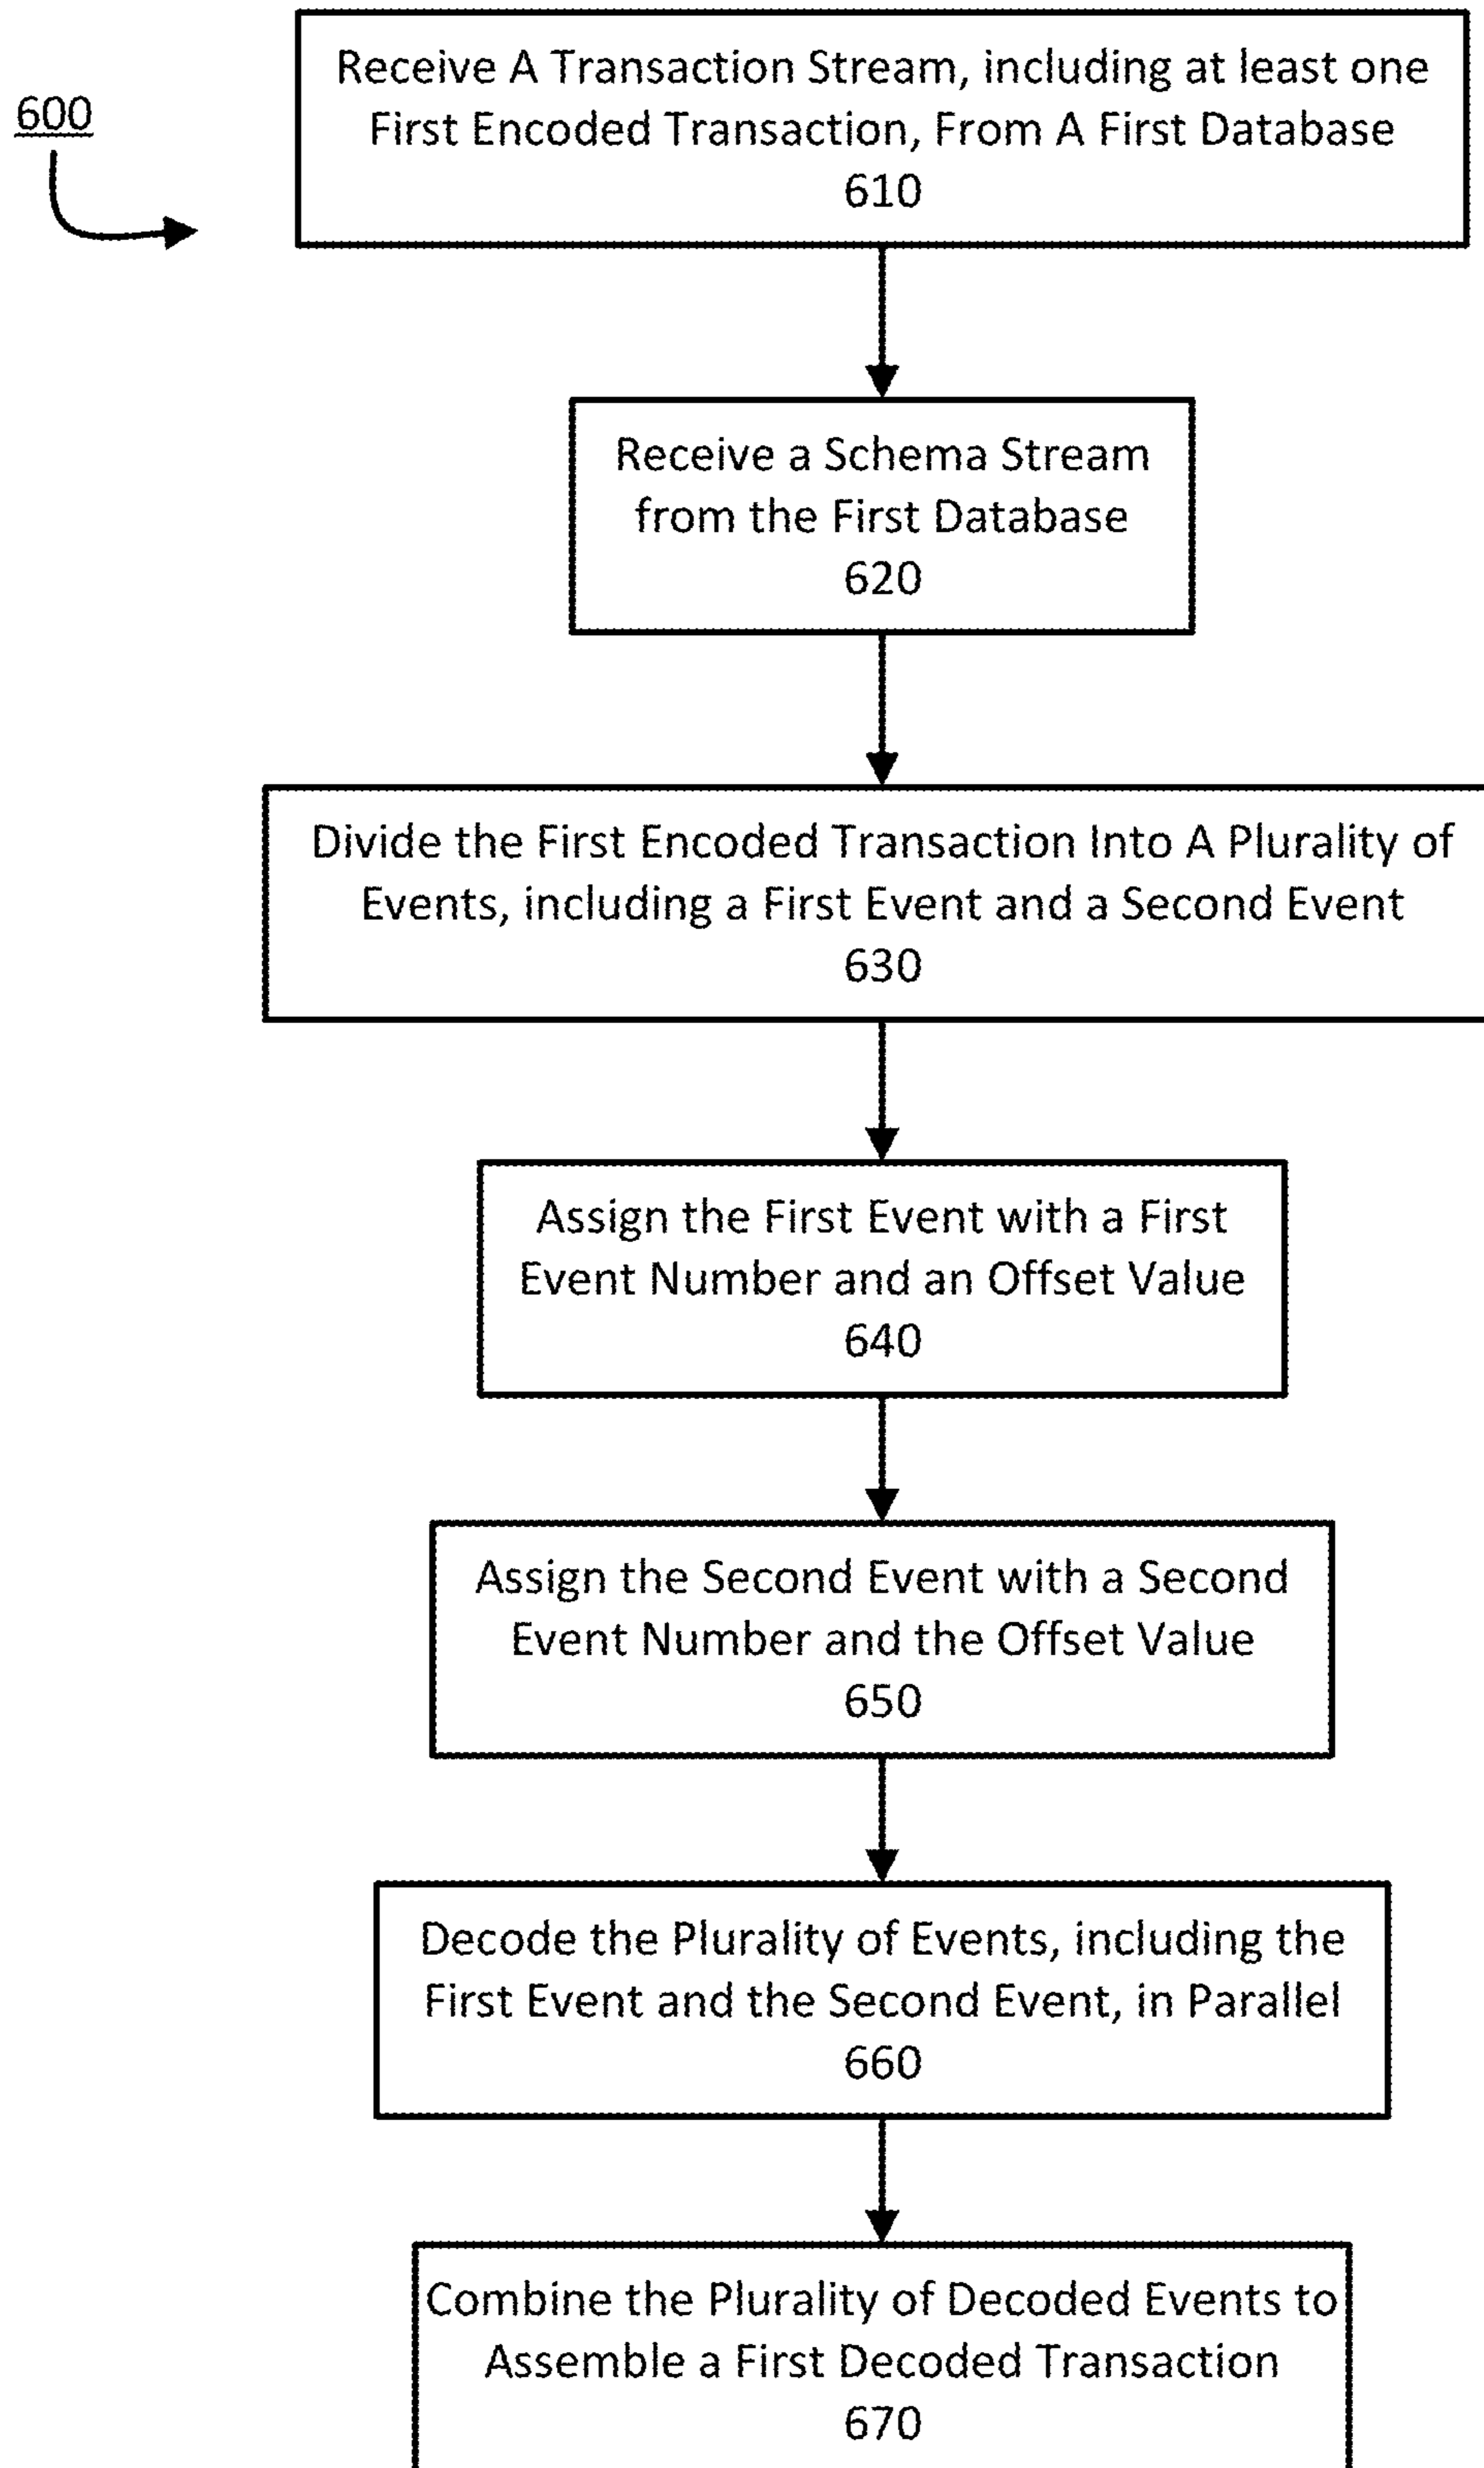 600
Receive A Transaction Stream, including at least one
First Encoded Transaction, From A First Database
610
Receive a Schema Stream
from the First Database
620
Divide the First Encoded Transaction Into A Plurality of
Events, including a First Event and a Second Event
630
Assign the First Event with a First
Event Number and an Offset Value
640
Assign the Second Event with a Second
Event Number and the Offset Value
650
Decode the Plurality of Events, including the
First Event and the Second Event, in Parallel
660
Combine the Plurality of Decoded Events to
Assemble a First Decoded Transaction
670